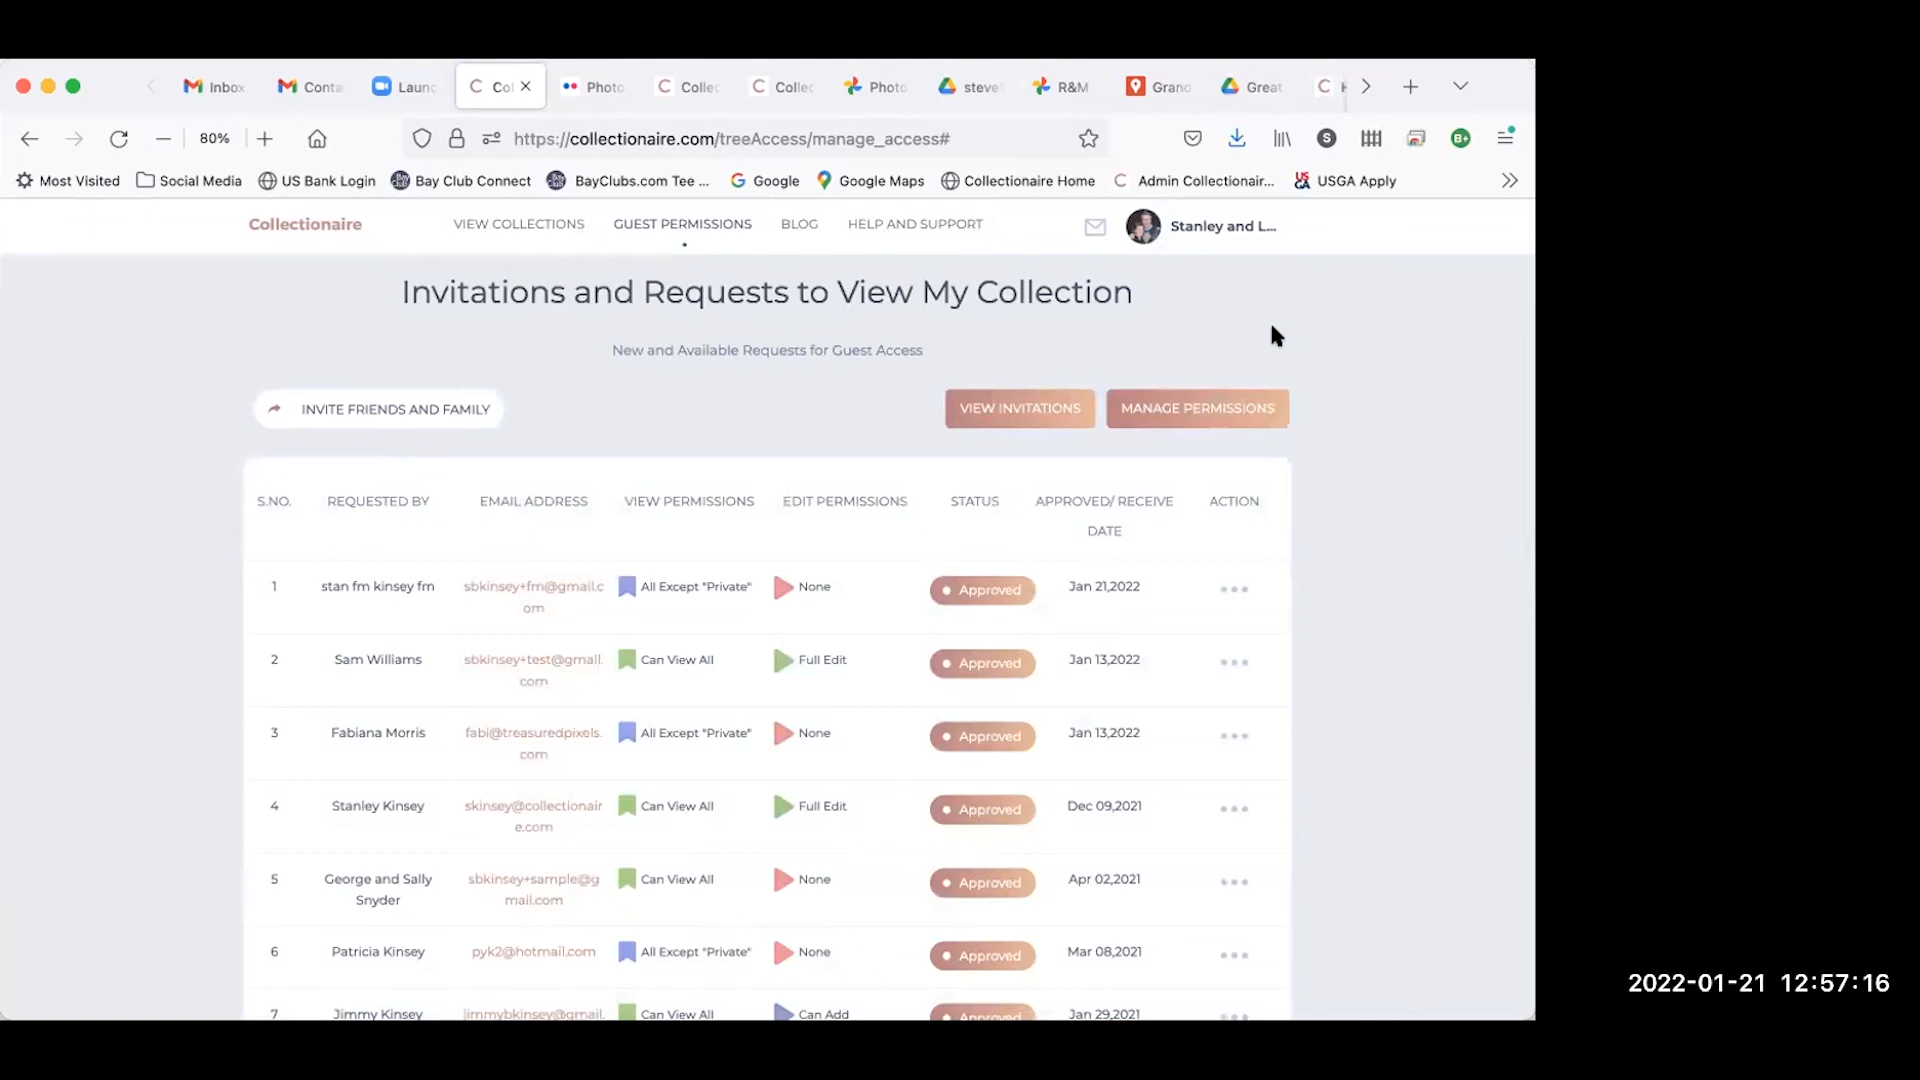 Inbox
Conta
Laun
Col
Photo
Collec
Collec
Photo
steve'
R&M
Grand
Great
80%
https://collectionaire.com/treeAccess/manage_access#
S
B+
Most Visited
Social Media
US Bank Login
Bay Club Connect
BayClubs.com Tee ...
Google
Google Maps
Collectionaire Home
Admin Collectionair...
USGA Apply
Collectionaire
VIEW COLLECTIONS
GUEST PERMISSIONS
BLOG
HELP AND SUPPORT
Stanley and L...
Invitations and Requests to View My Collection
New and Available Requests for Guest Access
INVITE FRIENDS AND FAMILY
VIEW INVITATIONS
MANAGE PERMISSIONS
S.NO.
REQUESTED BY
EMAIL ADDRESS
VIEW PERMISSIONS
EDIT PERMISSIONS
STATUS
APPROVED/ RECEIVE
DATE
ACTION
1
stan fm kinsey fm
sbkinsey+fm@gmail.c
om
All Except "Private"
None
Approved
Jan 21,2022
2
Sam Williams
sbkinsey+test@gmail.
com
Can View All
Full Edit
Approved
Jan 13,2022
3
Fabiana Morris
fabi@treasuredpixels.
com
All Except "Private"
None
Approved
Jan 13,2022
4
Stanley Kinsey
skinsey@collectionair
e.com
Can View All
Full Edit
Approved
Dec 09,2021
5
George and Sally
Snyder
sbkinsey+sample@g
mail.com
Can View All
None
Approved
Apr 02,2021
6
Patricia Kinsey
pyk2@hotmail.com
All Except "Private"
None
Approved
Mar 08,2021
7
Jimmy Kinsey
jimmybkinsey@gmail.
Can View All
Can Add
Approved
Jan 29,2021
2022-01-21 12:57:16